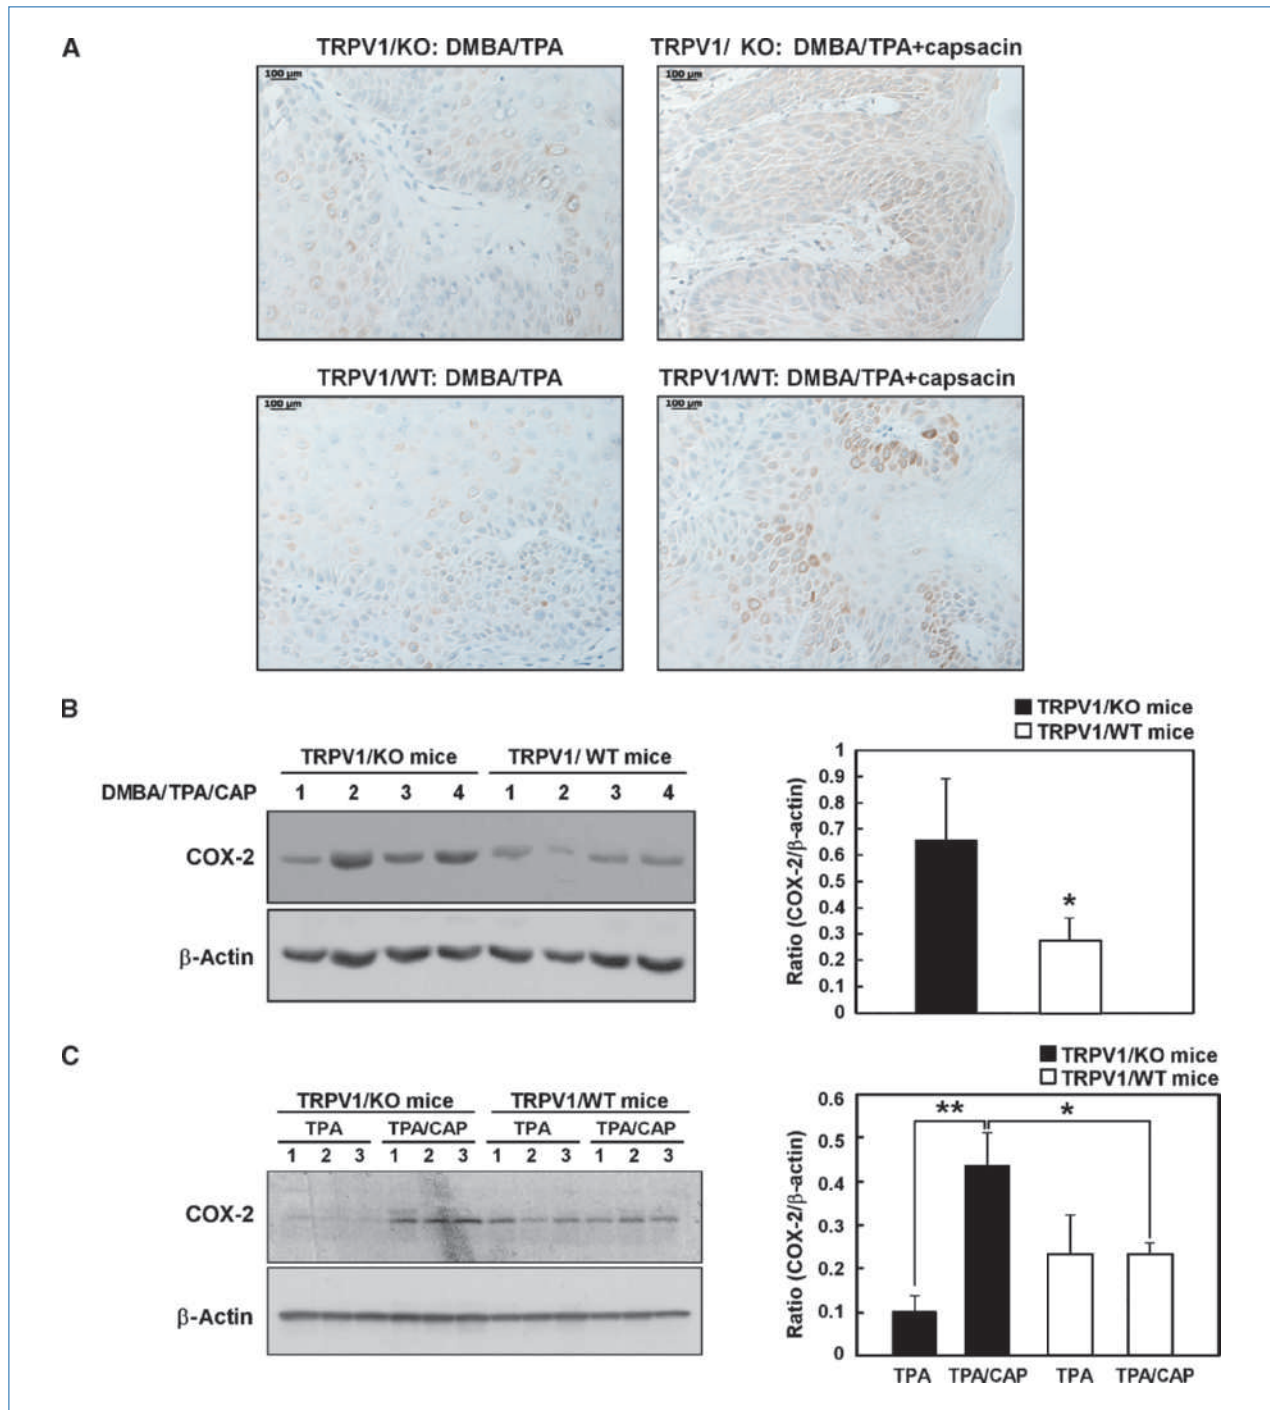 A
TRPV1/KO: DMBA/TPA
TRPV1/ KO: DMBA/TPA+capsacin
100 µm
100 µm
TRPV1/WT: DMBA/TPA
TRPV1/WT: DMBA/TPA+capsacin
100 µm
100 µm
B
TRPV1/KO mice TRPV1/ WT mice
DMBA/TPA/CAP 1 2 3 4 1 2 3 4
COX-2
β-Actin
TRPV1/KO mice
TRPV1/WT mice
Ratio (COX-2/β-actin)
1
0.9
0.8
0.7
0.6
0.5
0.4
0.3
0.2
0.1
0
*
C
TRPV1/KO mice TRPV1/WT mice
TPA TPA/CAP TPA TPA/CAP
1 2 3 1 2 3 1 2 3 1 2 3
COX-2
β-Actin
TRPV1/KO mice
TRPV1/WT mice
Ratio (COX-2/β-actin)
0.6
0.5
0.4
0.3
0.2
0.1
0
** *
TPA TPA/CAP TPA TPA/CAP